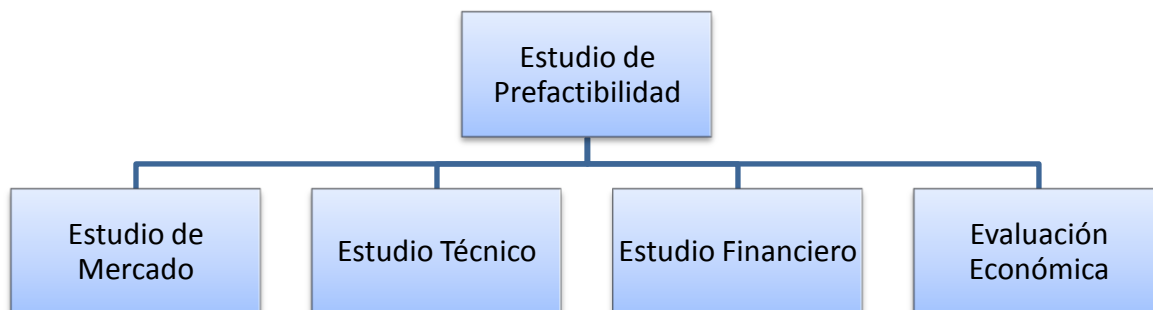 Estudio de
Prefactibilidad
Estudio de
Mercado
Estudio Técnico
Estudio Financiero
Evaluación
Económica